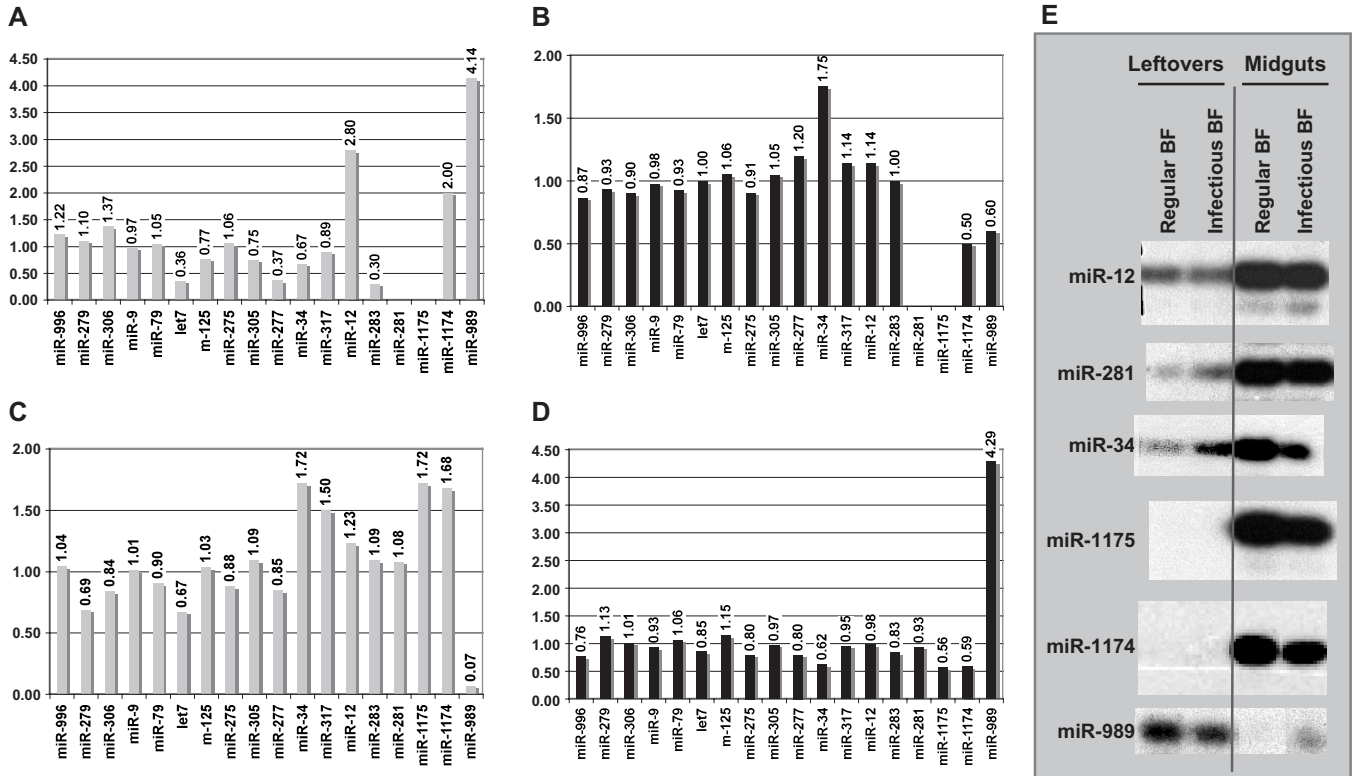 A
4.50
4.00
3.50
3.00
2.50
2.00
1.50
1.00
0.50
0.00
1.22
1.10
1.37
0.97
1.05
0.36
0.77
1.06
0.75
0.37
0.67
0.89
2.80
0.30
2.00
4.14
miR-996
miR-279
miR-306
miR-9
miR-79
let7
m-125
miR-275
miR-305
miR-277
miR-34
miR-317
miR-12
miR-283
miR-281
miR-1175
miR-1174
miR-989
B
2.00
1.50
1.00
0.50
0.00
0.87
0.93
0.90
0.98
0.93
1.00
1.06
0.91
1.05
1.20
1.75
1.14
1.14
1.00
0.50
0.60
miR-996
miR-279
miR-306
miR-9
miR-79
let7
m-125
miR-275
miR-305
miR-277
miR-34
miR-317
miR-12
miR-283
miR-281
miR-1175
miR-1174
miR-989
C
2.00
1.50
1.00
0.50
0.00
1.04
0.69
0.84
1.01
0.90
0.67
1.03
0.88
1.09
0.85
1.72
1.50
1.23
1.09
1.08
1.72
1.68
0.07
miR-996
miR-279
miR-306
miR-9
miR-79
let7
m-125
miR-275
miR-305
miR-277
miR-34
miR-317
miR-12
miR-283
miR-281
miR-1175
miR-1174
miR-989
D
4.50
4.00
3.50
3.00
2.50
2.00
1.50
1.00
0.50
0.00
0.76
1.13
1.01
0.93
1.06
0.85
1.15
0.80
0.97
0.80
0.62
0.95
0.98
0.83
0.93
0.56
0.59
4.29
miR-996
miR-279
miR-306
miR-9
miR-79
let7
m-125
miR-275
miR-305
miR-277
miR-34
miR-317
miR-12
miR-283
miR-281
miR-1175
miR-1174
miR-989
E
Leftovers Midguts
Regular BF
Infectious BF
Regular BF
Infectious BF
miR-12
miR-281
miR-34
miR-1175
miR-1174
miR-989